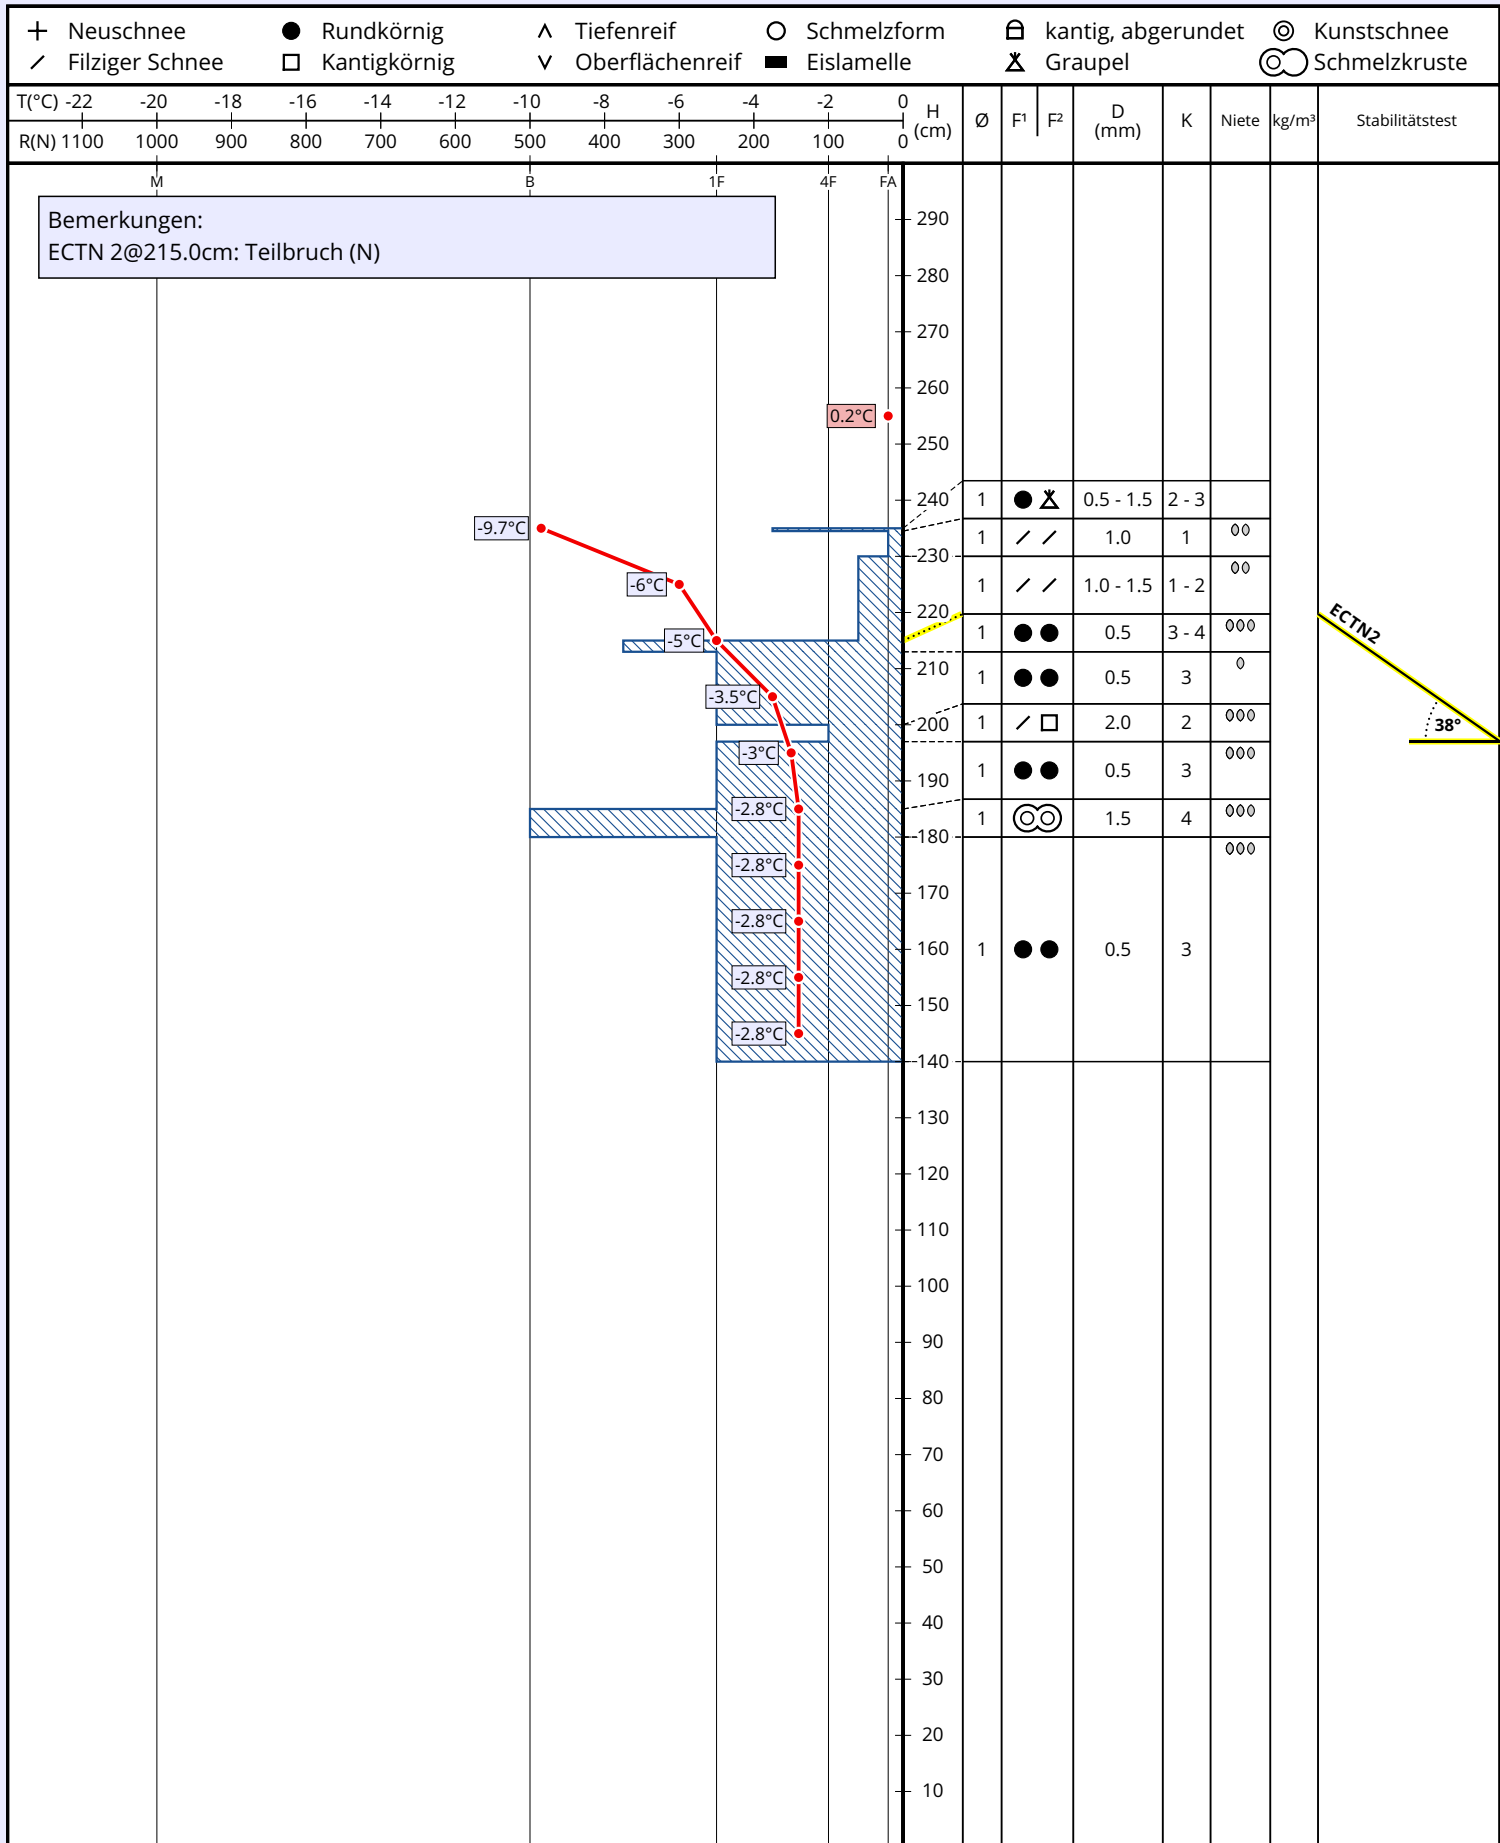 Neuschnee Rundkörnig Tiefenreif Schmelzform kantig, abgerundet Kunstschnee
Filziger Schnee Kantigkörnig Oberflächenreif Eislamelle Graupel Schmelzkruste
T(°C) -22 -20 -18 -16 -14 -12 -10 -8 -6 -4 -2 0
R(N) 1100 1000 900 800 700 600 500 400 300 200 100 0
H (cm) Ø F¹ F² D (mm) K Niete kg/m³ Stabilitätstest
M B 1F 4F FA
Bemerkungen:
ECTN 2@215.0cm: Teilbruch (N)
290
280
270
260
0.2°C
250
240 1 0.5 - 1.5 2 - 3
-9.7°C 1 1.0 1
230
-6°C 1 1.0 - 1.5 1 - 2
220
ECTN2
-5°C 1 0.5 3 - 4
210 1 0.5 3
-3.5°C
200 1 2.0 2
38°
-3°C
190 1 0.5 3
-2.8°C 1 1.5 4
180
-2.8°C
170
-2.8°C
160 1 0.5 3
-2.8°C
150
-2.8°C
140
130
120
110
100
90
80
70
60
50
40
30
20
10